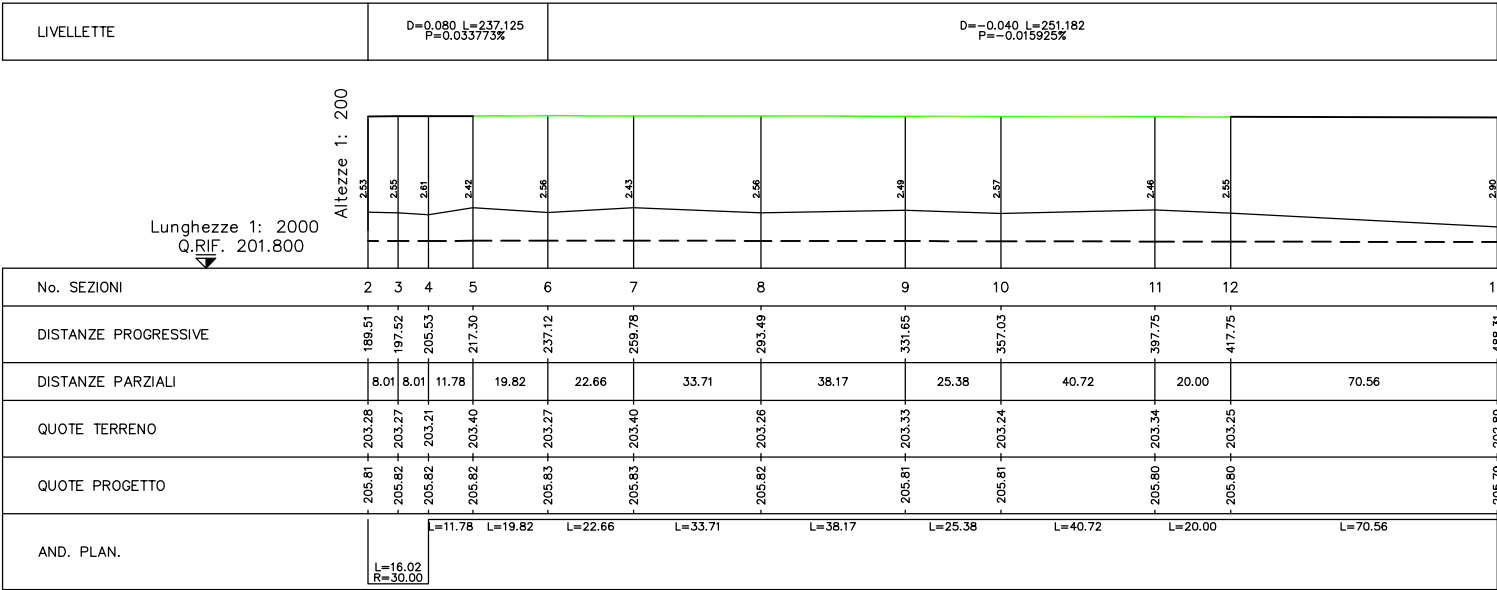 LIVELLETTE
D=0.080 L=237.125
P=0.033773%
D=-0.040 L=251.182
P=-0.015925%
Altezze 1: 200
Lunghezze 1: 2000
Q.RIF. 201.800
2.53 2.55 2.61 2.42 2.56 2.43 2.56 2.49 2.57 2.46 2.55 2.90
No. SEZIONI 2 3 4 5 6 7 8 9 10 11 12 1
DISTANZE PROGRESSIVE 189.51 197.52 205.53 217.30 237.12 259.78 293.49 331.65 357.03 397.75 417.75 488.31
DISTANZE PARZIALI 8.01 8.01 11.78 19.82 22.66 33.71 38.17 25.38 40.72 20.00 70.56
QUOTE TERRENO 203.28 203.27 203.21 203.40 203.27 203.40 203.26 203.33 203.24 203.34 203.25
QUOTE PROGETTO 205.81 205.82 205.82 205.82 205.83 205.83 205.82 205.81 205.81 205.80 205.80
L=11.78 L=19.82 L=22.66 L=33.71 L=38.17 L=25.38 L=40.72 L=20.00 L=70.56
AND. PLAN.
L=16.02
R=30.00